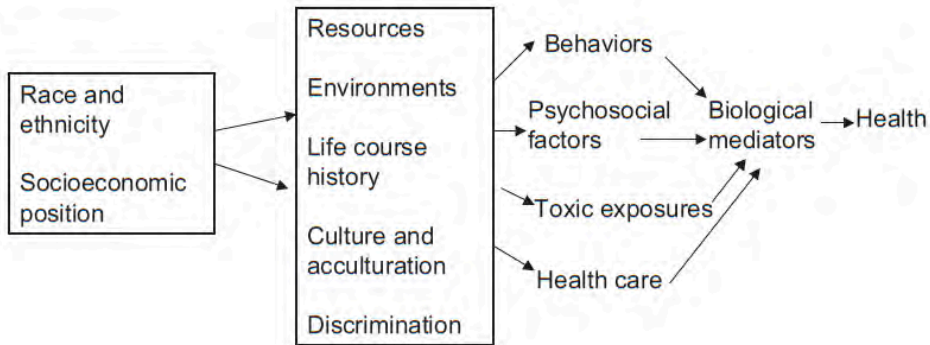 Race and
ethnicity
Socioeconomic
position
Resources
Environments
Life course
history
Culture and
acculturation
Discrimination
Behaviors
Psychosocial
factors
Toxic exposures
Health care
Biological
mediators
Health